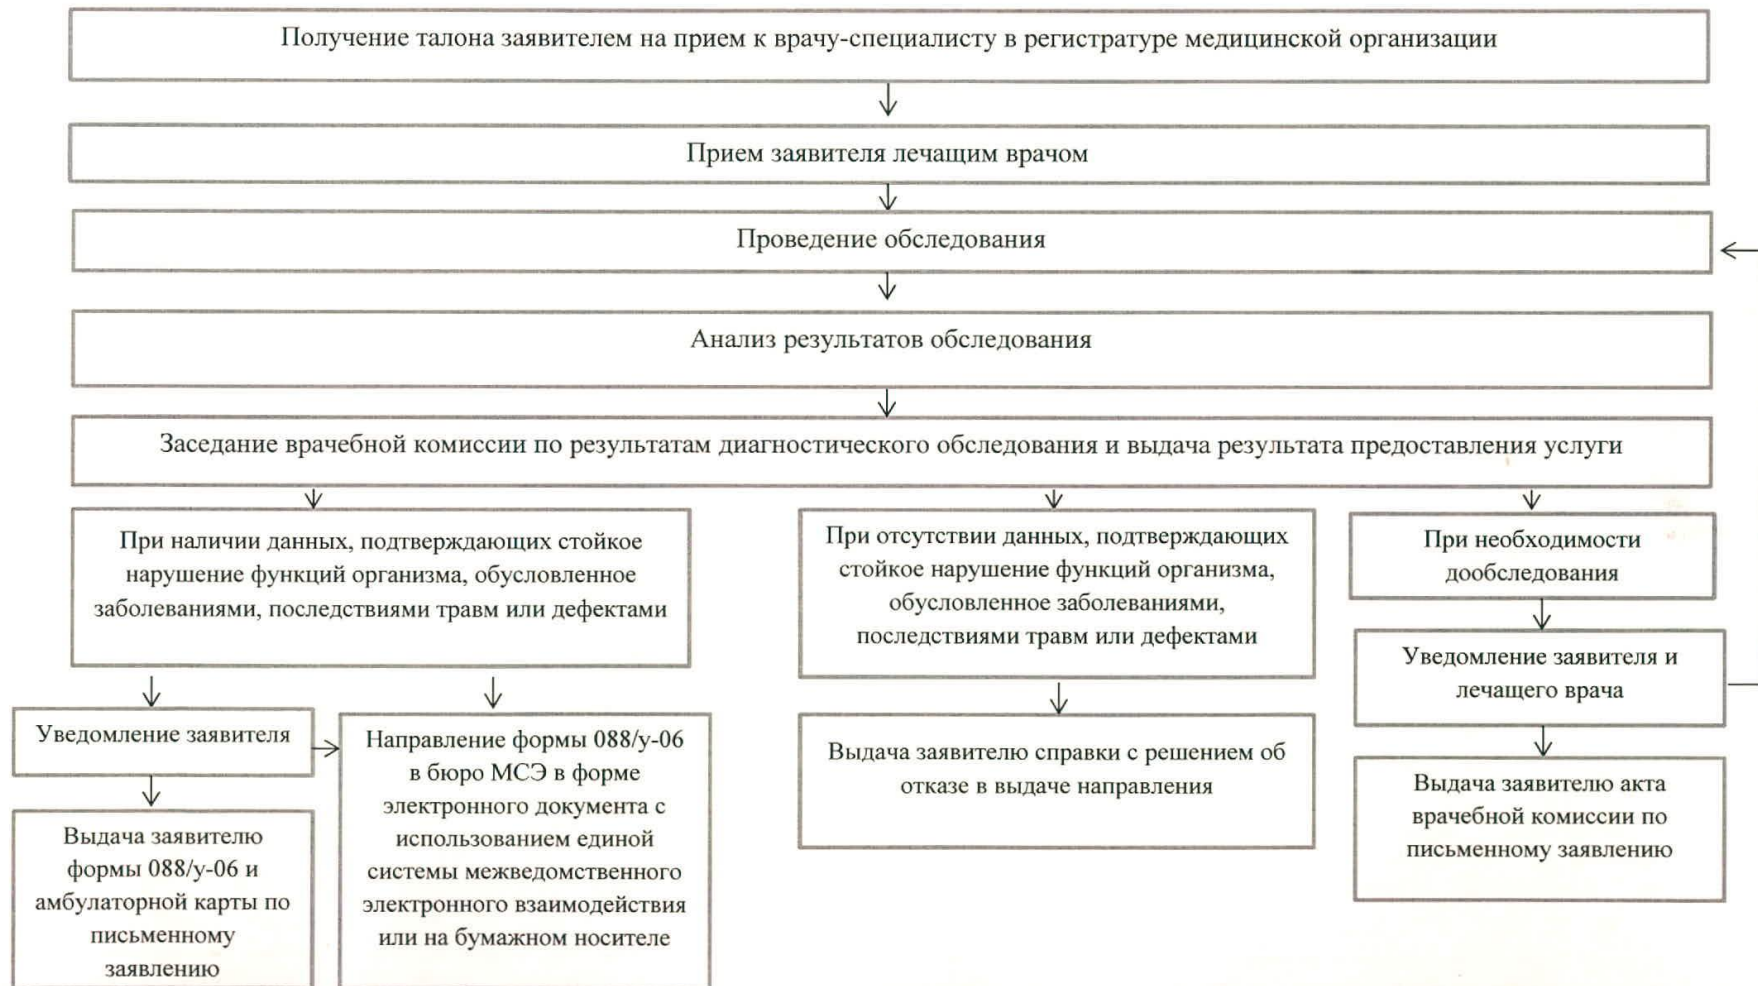 Получение талона заявителем на прием к врачу-специалисту в регистратуре медицинской организации
Прием заявителя лечащим врачом
Проведение обследования
Анализ результатов обследования
Заседание врачебной комиссии по результатам диагностического обследования и выдача результата предоставления услуги
При наличии данных, подтверждающих стойкое
нарушение функций организма, обусловленное
заболеваниями, последствиями травм или дефектами
При отсутствии данных, подтверждающих
стойкое нарушение функций организма,
обусловленное заболеваниями,
последствиями травм или дефектами
При необходимости
дообследования
Уведомление заявителя
Направление формы 088/у-06
в бюро МСЭ в форме
электронного документа с
использованием единой
системы межведомственного
электронного взаимодействия
или на бумажном носителе
Выдача заявителю справки с решением об
отказе в выдаче направления
Уведомление заявителя и
лечащего врача
Выдача заявителю
формы 088/у-06 и
амбулаторной карты по
письменному
заявлению
Выдача заявителю акта
врачебной комиссии по
письменному заявлению